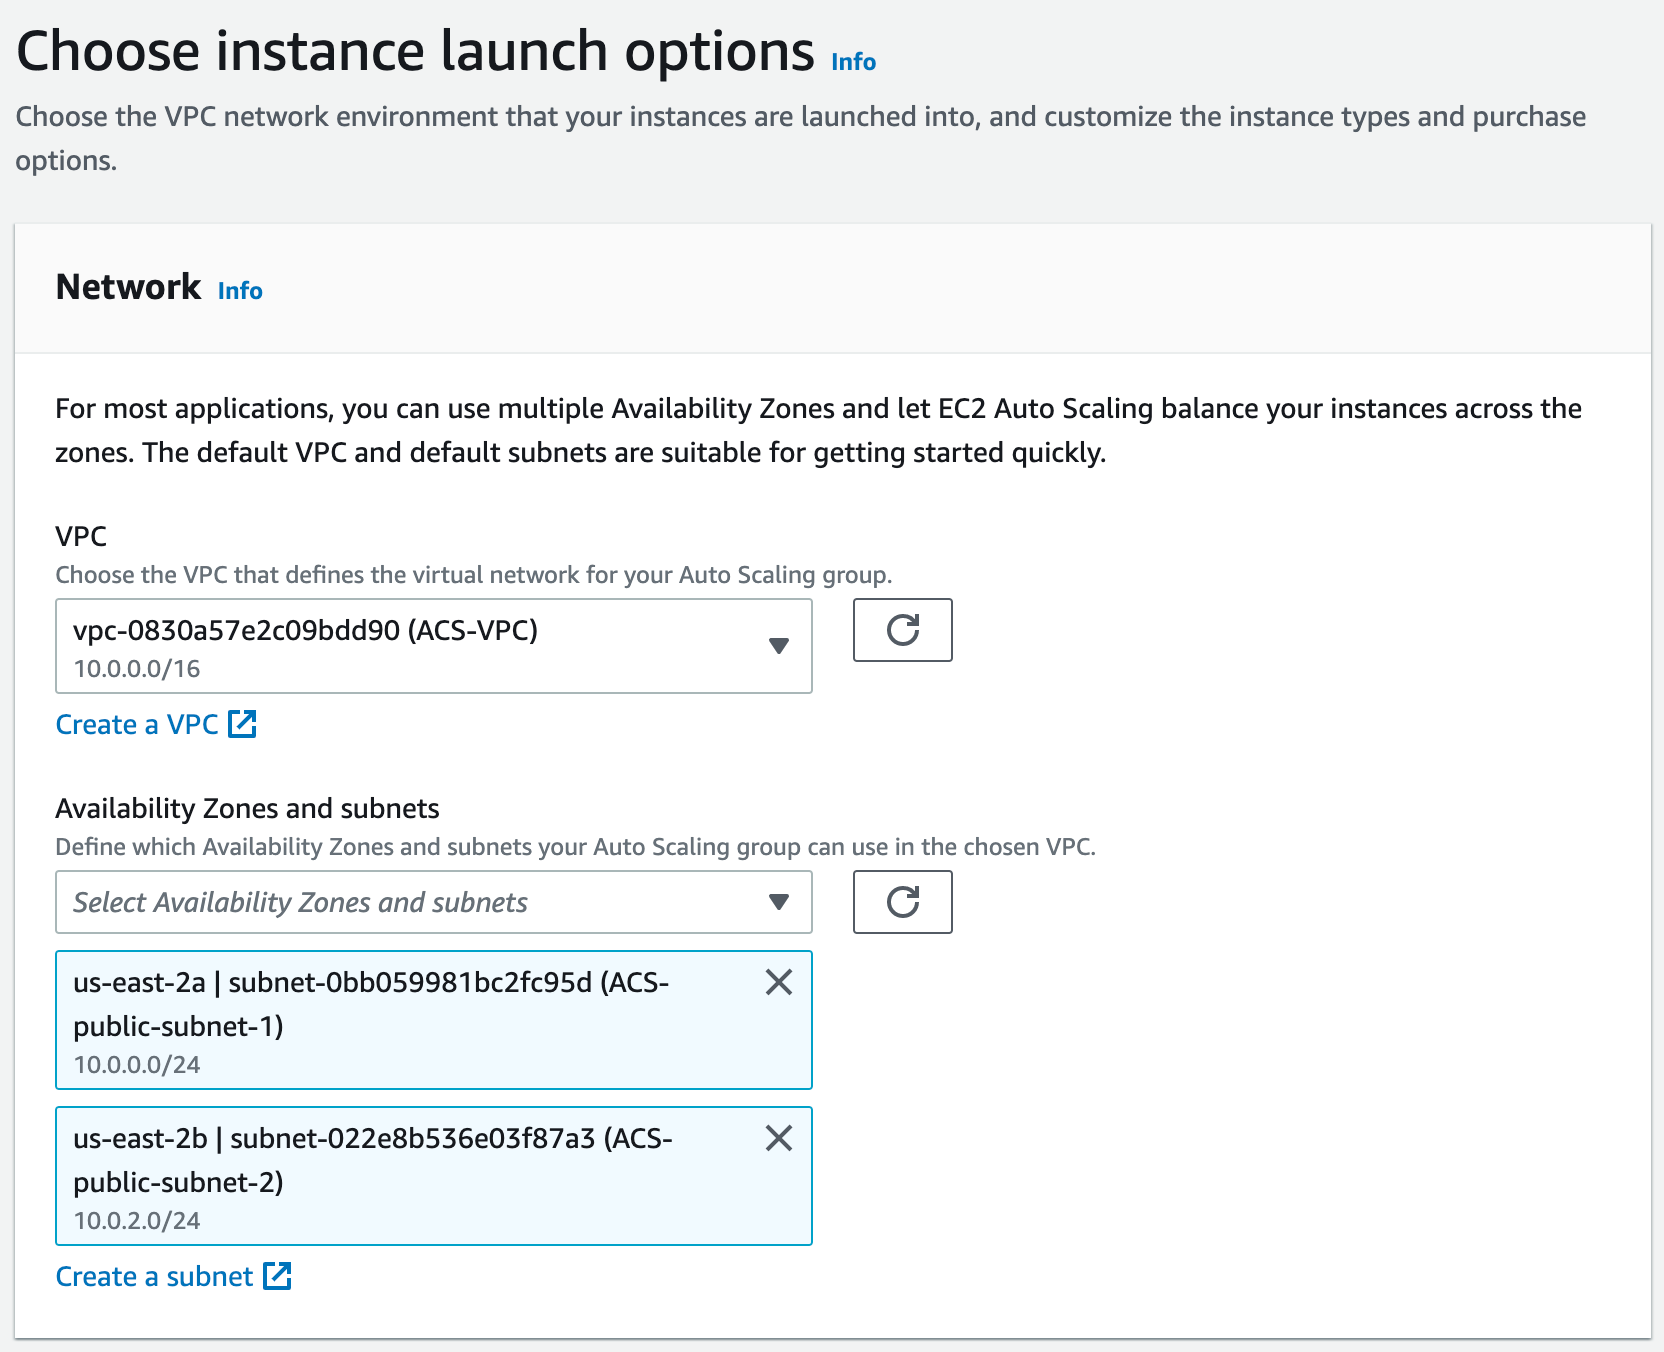 Choose instance launch options Info
Choose the VPC network environment that your instances are launched into, and customize the instance types and purchase
options.
Network Info
For most applications, you can use multiple Availability Zones and let EC2 Auto Scaling balance your instances across the
zones. The default VPC and default subnets are suitable for getting started quickly.
VPC
Choose the VPC that defines the virtual network for your Auto Scaling group.
vpc-0830a57e2c09bdd90 (ACS-VPC)
10.0.0.0/16
Create a VPC
Availability Zones and subnets
Define which Availability Zones and subnets your Auto Scaling group can use in the chosen VPC.
Select Availability Zones and subnets
us-east-2a | subnet-0bb059981bc2fc95d (ACS-
public-subnet-1)
10.0.0.0/24
us-east-2b | subnet-022e8b536e03f87a3 (ACS-
public-subnet-2)
10.0.2.0/24
Create a subnet